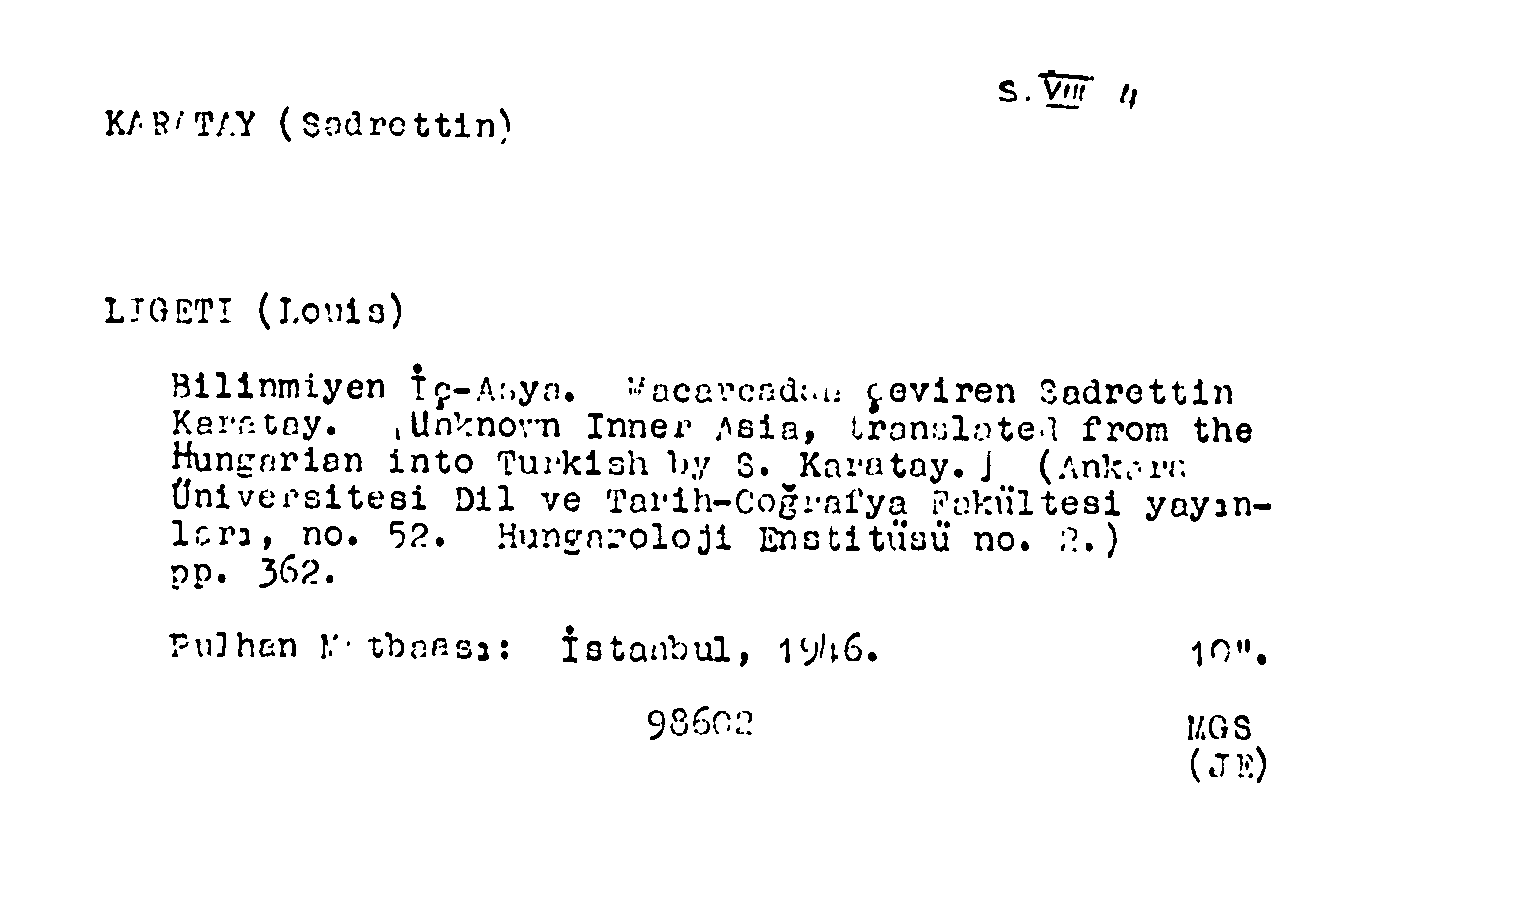 S. VIII 4
KARATAY (Sadrettin)
LIGETI (Louis)
Bilinmiyen İç-Asya. Macarcadan çeviren Sadrettin
Karatay. [Unknown Inner Asia, translated from the
Hungarian into Turkish by S. Karatay.] (Ankara
Üniversitesi Dil ve Tarih-Coğrafya Fakültesi yayın-
ları, no. 52. Hungaroloji Enstitüsü no. 2.)
pp. 362.
Pulhan Matbaası: İstanbul, 1946. 10".
98602 MGS
(JE)